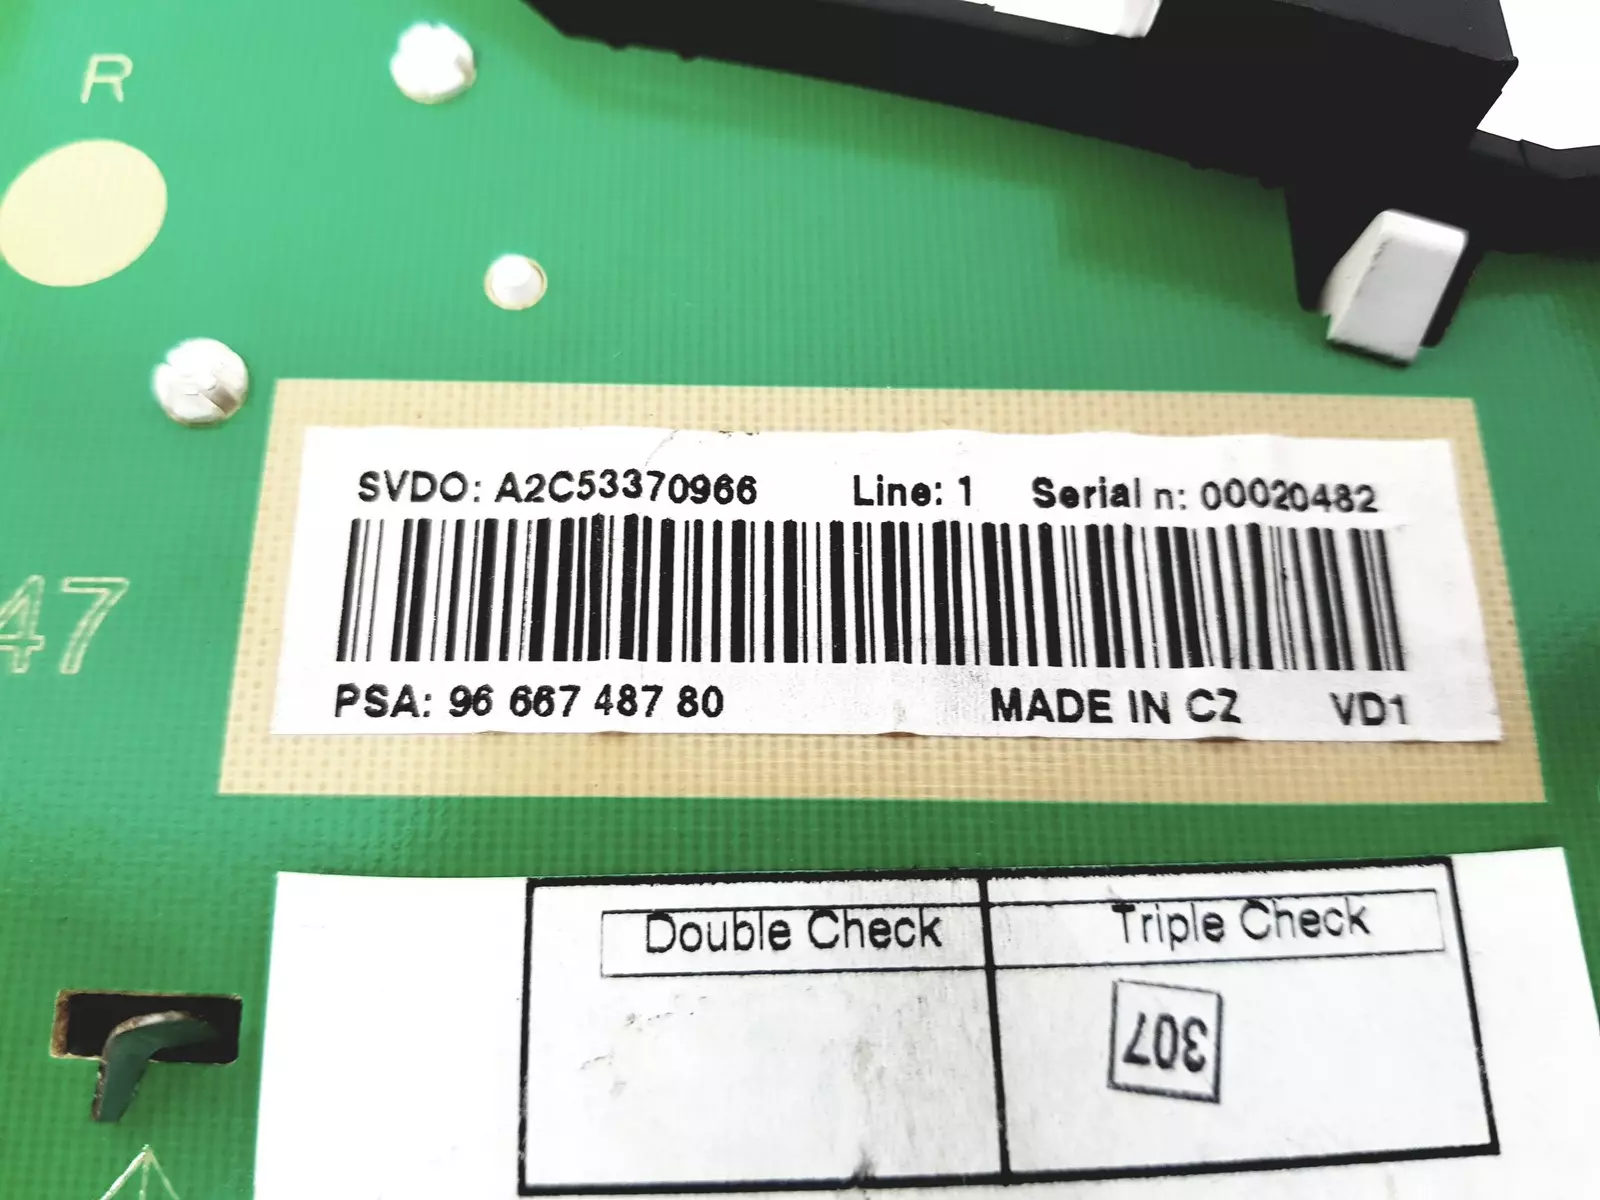 R
SVDO: A2C53370966 Line: 1 Serial n: 00020482
47
PSA: 96 667 487 80 MADE IN CZ VD1
Double Check Triple Check
307